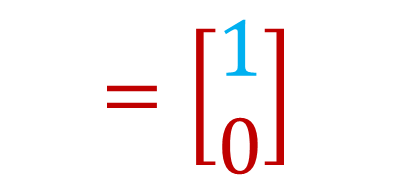 = [1
0]